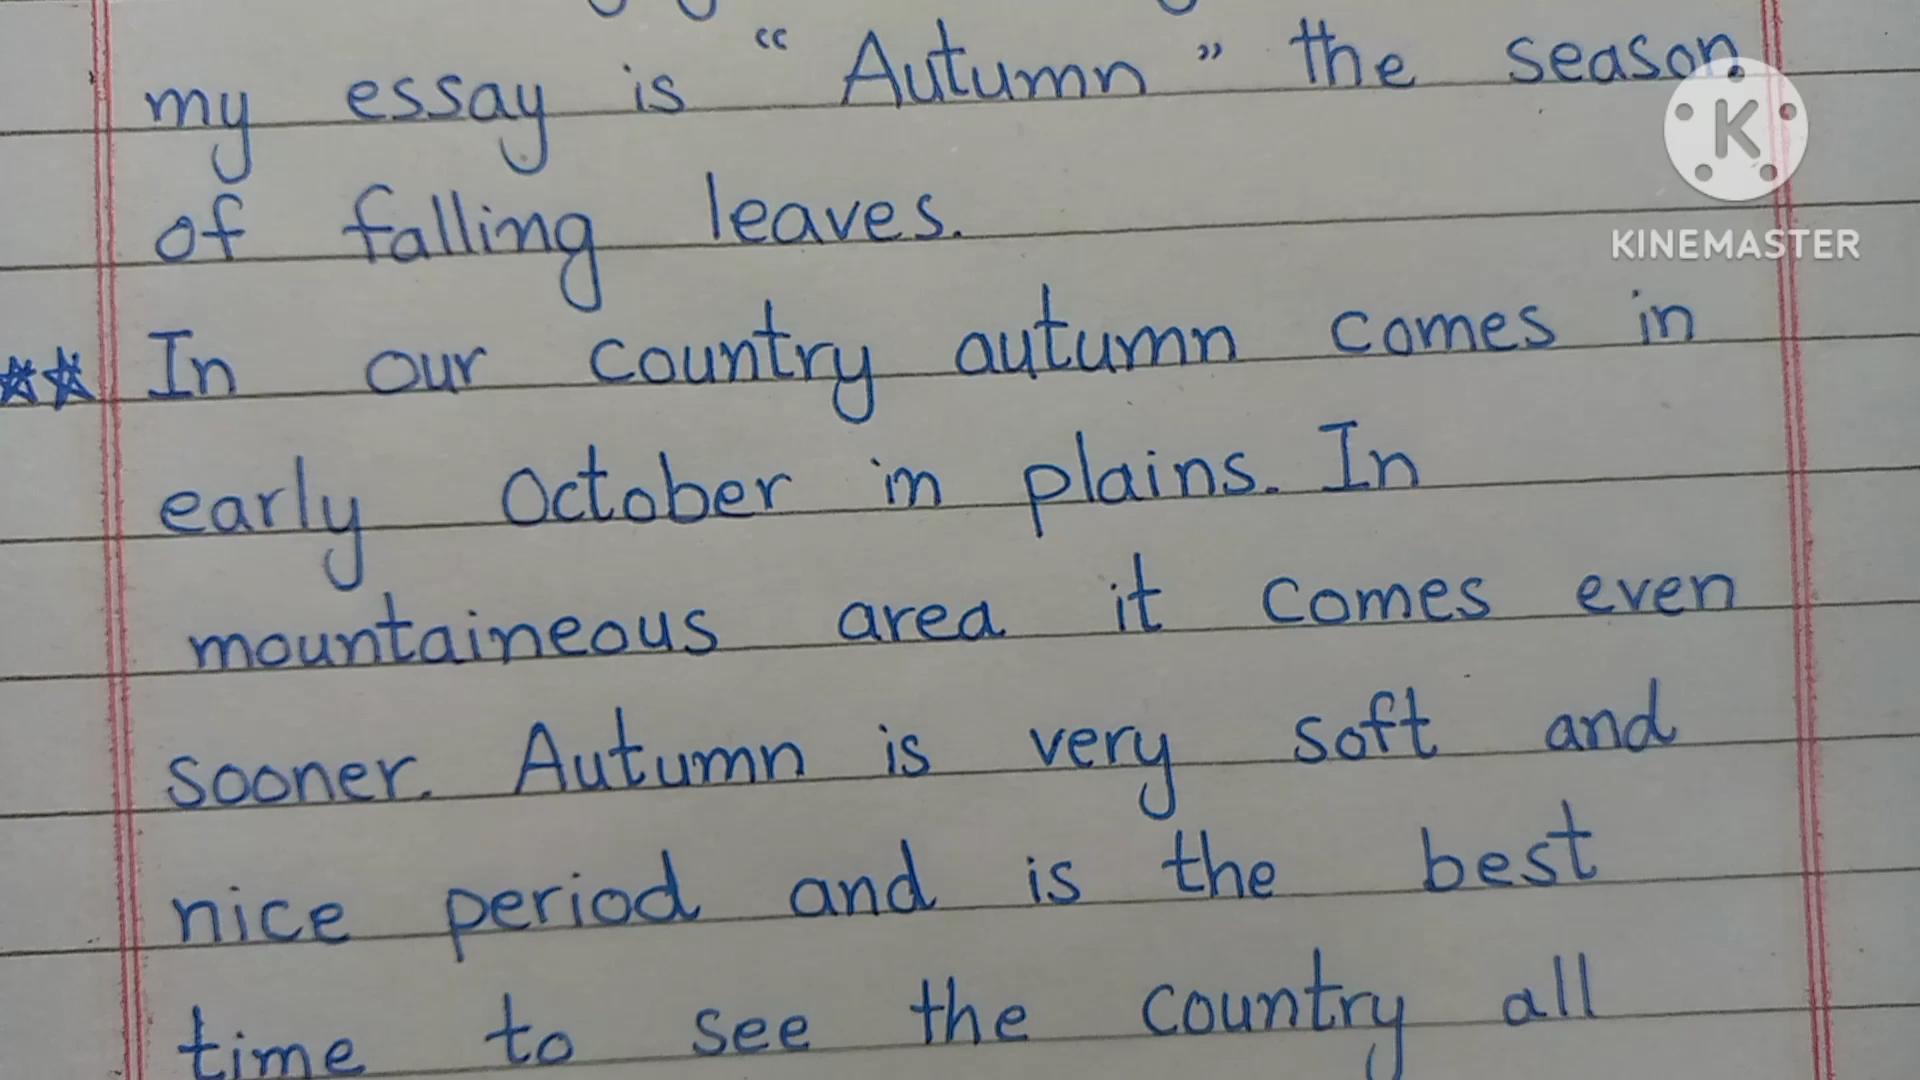 my essay is “Autumn” the season
of falling leaves.
In our country autumn comes in
early October in plains. In
mountaineous area it comes even
sooner. Autumn is very soft and
nice period and is the best
time to see the country all
K
KINEMASTER